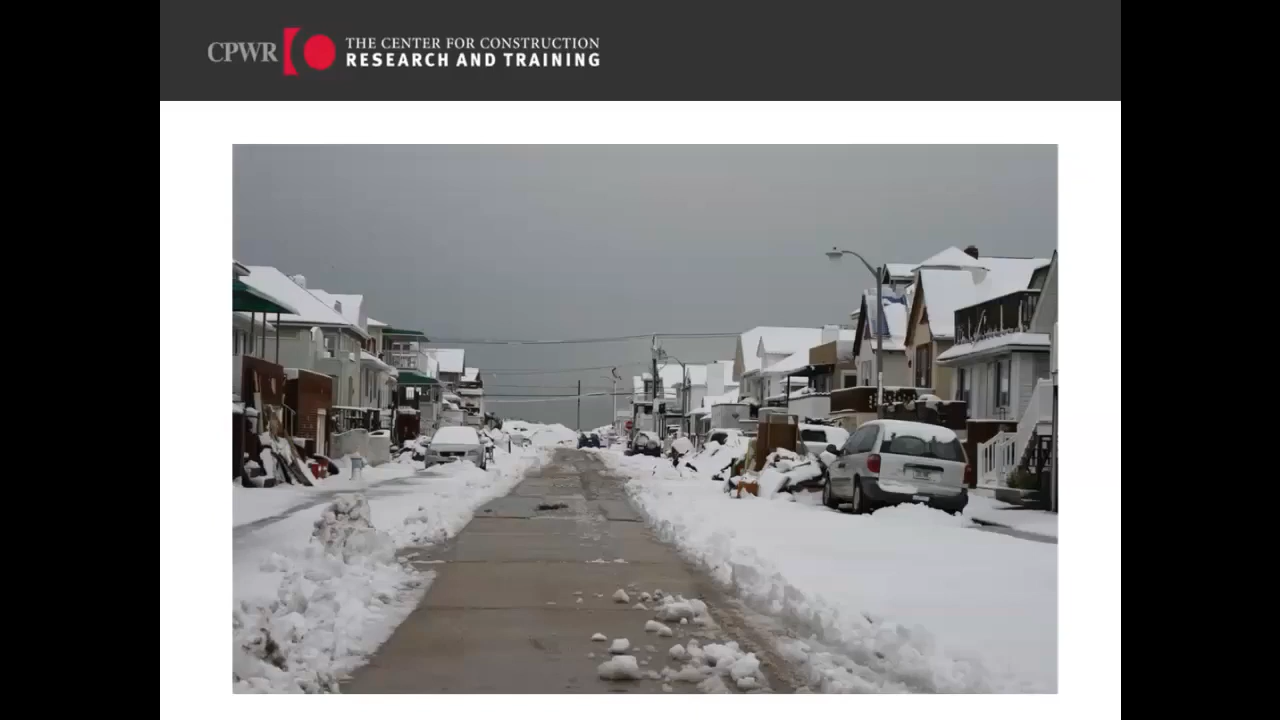 CPWR
THE CENTER FOR CONSTRUCTION
RESEARCH AND TRAINING